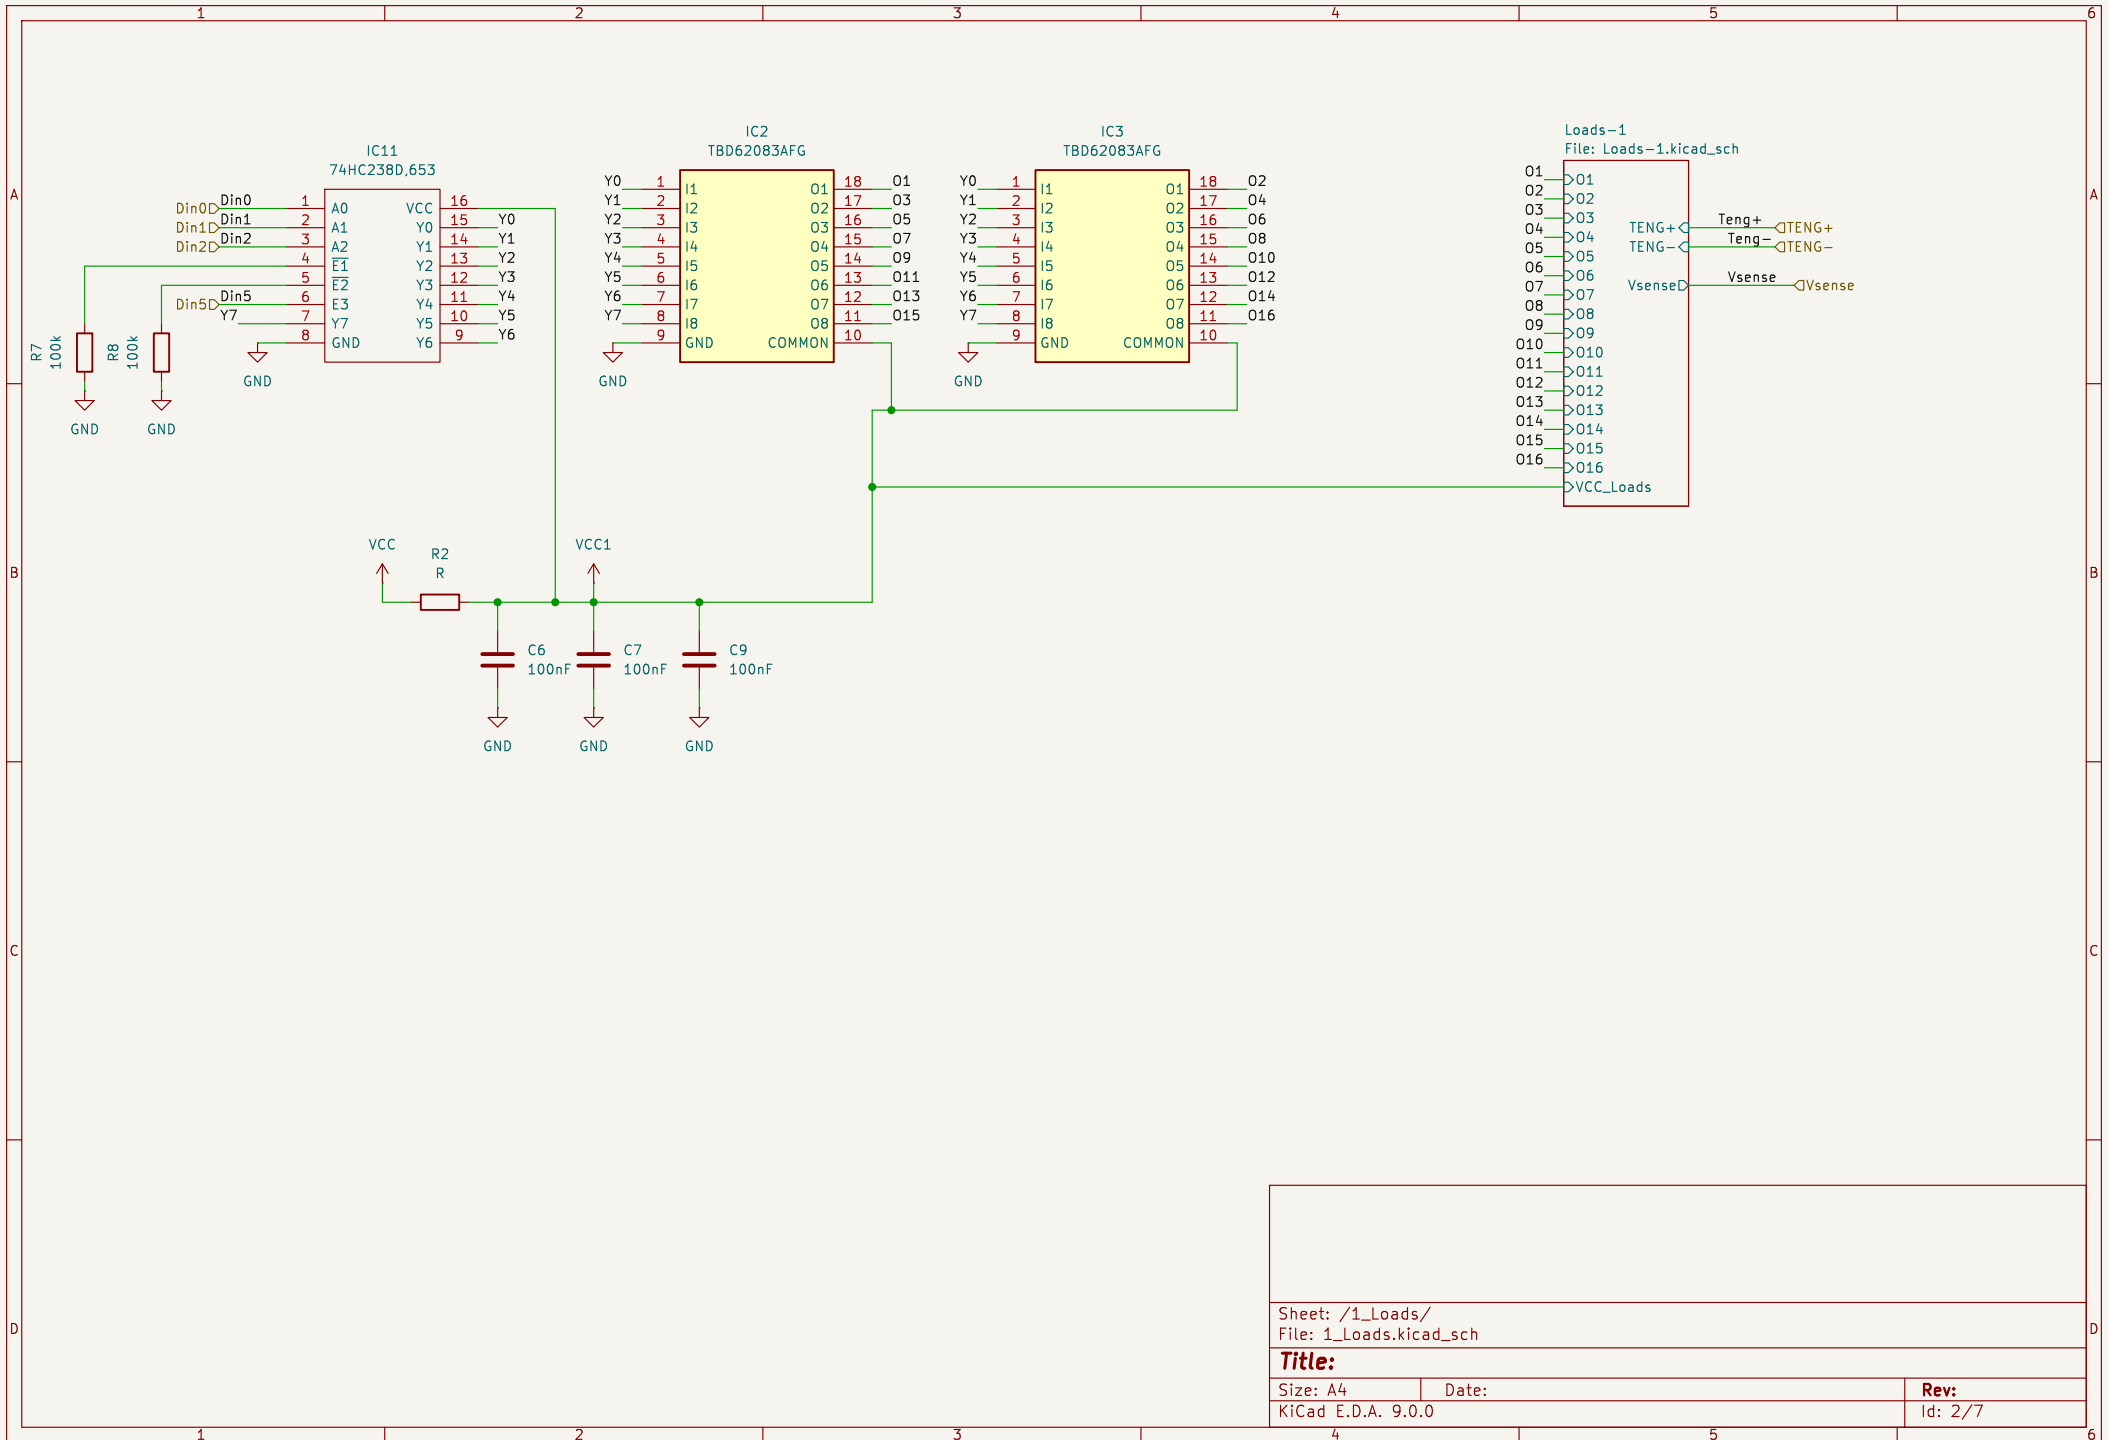 1 2 3 4 5 6
A
B
C
D
A
B
C
D
IC11
74HC238D,653
Din0 Din0 1 A0
Din1 Din1 2 A1
Din2 Din2 3 A2
4 E1
5 E2
Din5 Din5 6 E3
Y7 7 Y7
8 GND
VCC 16
Y0 15 Y0
Y1 14 Y1
Y2 13 Y2
Y3 12 Y3
Y4 11 Y4
Y5 10 Y5
Y6 9 Y6
GND
R7
100k
GND
R8
100k
GND
IC2
TBD62083AFG
Y0 1 I1
Y1 2 I2
Y2 3 I3
Y3 4 I4
Y4 5 I5
Y5 6 I6
Y6 7 I7
Y7 8 I8
9 GND
O1 18 O1
O2 17 O3
O3 16 O5
O4 15 O7
O5 14 O9
O6 13 O11
O7 12 O13
O8 11 O15
COMMON 10
GND
IC3
TBD62083AFG
Y0 1 I1
Y1 2 I2
Y2 3 I3
Y3 4 I4
Y4 5 I5
Y5 6 I6
Y6 7 I7
Y7 8 I8
9 GND
O1 18 O2
O2 17 O4
O3 16 O6
O4 15 O8
O5 14 O10
O6 13 O12
O7 12 O14
O8 11 O16
COMMON 10
GND
Loads-1
File: Loads-1.kicad_sch
O1 O1
O2 O2
O3 O3
O4 O4
O5 O5
O6 O6
O7 O7
O8 O8
O9 O9
O10 O10
O11 O11
O12 O12
O13 O13
O14 O14
O15 O15
O16 O16
VCC_Loads
TENG+ Teng+ TENG+
TENG- Teng- TENG-
Vsense Vsense Vsense
VCC
R2
R
VCC1
C6
100nF
C7
100nF
C9
100nF
GND
GND
GND
Sheet: /1_Loads/
File: 1_Loads.kicad_sch
Title:
Size: A4 Date: Rev:
KiCad E.D.A. 9.0.0 Id: 2/7
1 2 3 4 5 6